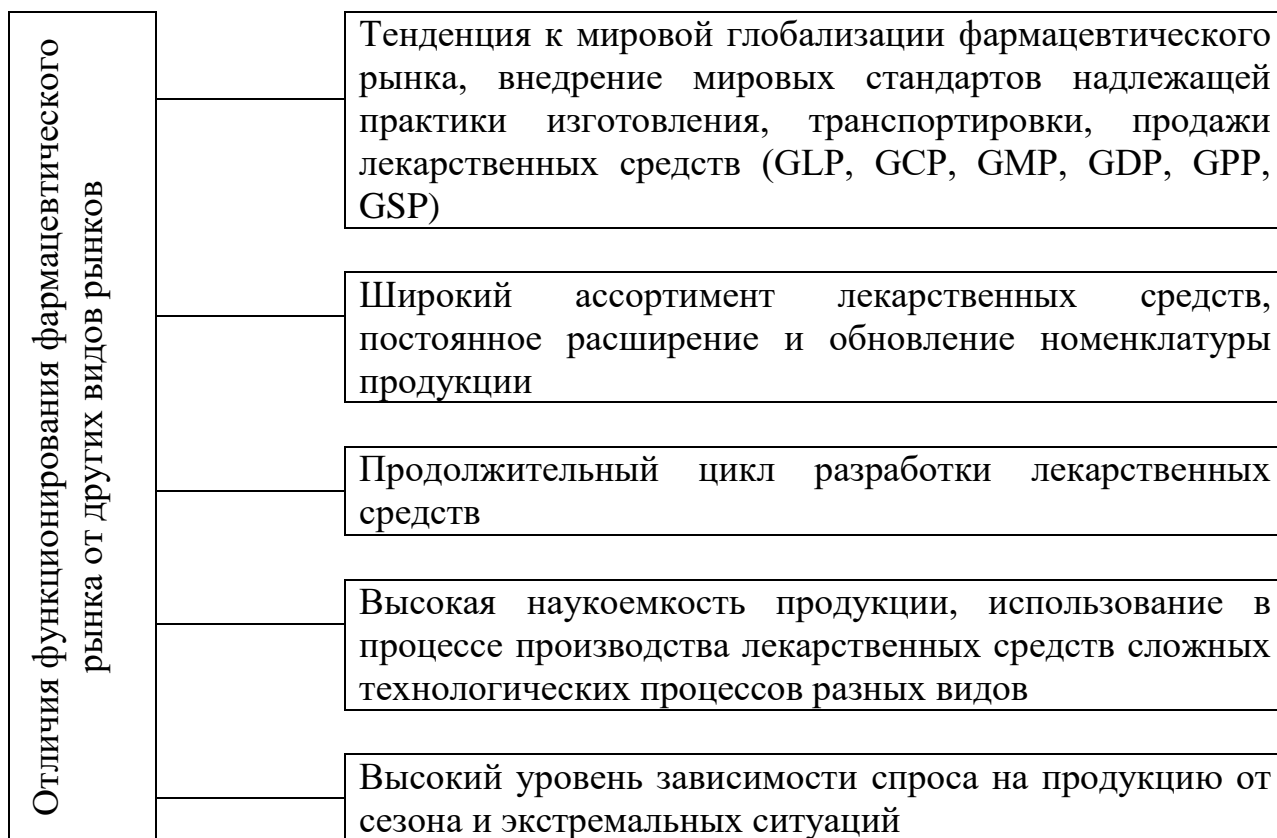 Отличия функционирования фармацевтического
рынка от других видов рынков
Тенденция к мировой глобализации фармацевтического
рынка, внедрение мировых стандартов надлежащей
практики изготовления, транспортировки, продажи
лекарственных средств (GLP, GCP, GMP, GDP, GPP,
GSP)
Широкий ассортимент лекарственных средств,
постоянное расширение и обновление номенклатуры
продукции
Продолжительный цикл разработки лекарственных
средств
Высокая наукоемкость продукции, использование в
процессе производства лекарственных средств сложных
технологических процессов разных видов
Высокий уровень зависимости спроса на продукцию от
сезона и экстремальных ситуаций